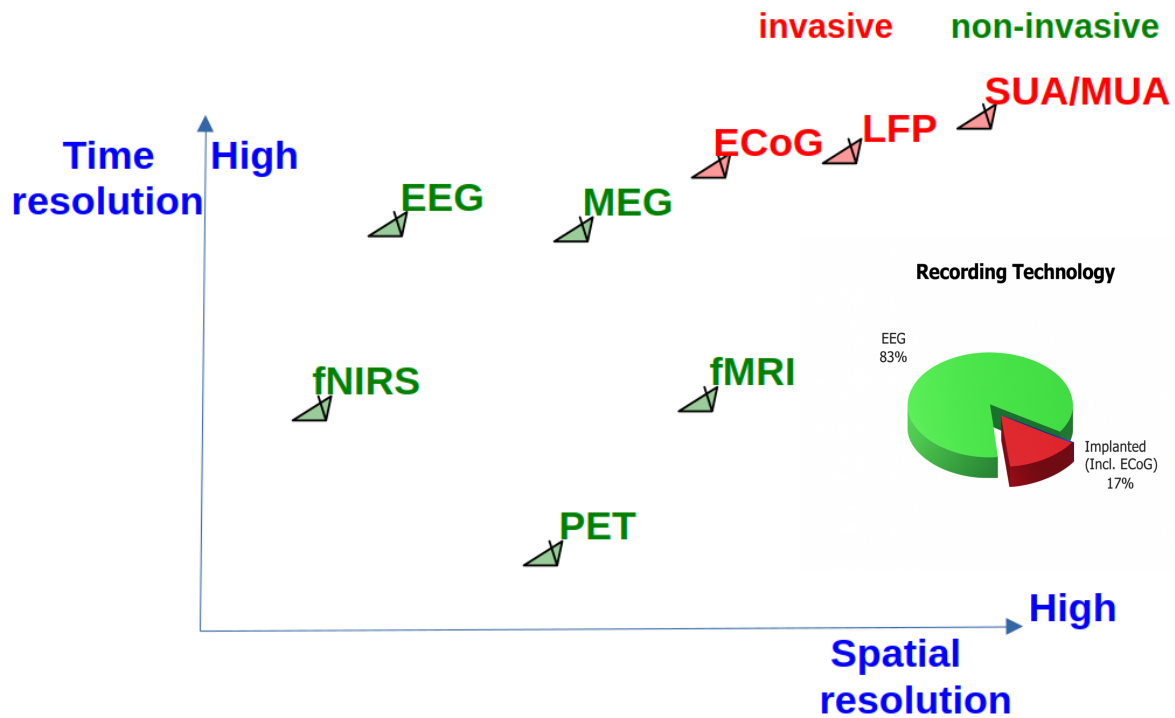 invasive non-invasive
SUA/MUA
LFP
ECoG
Time
resolution
High
EEG
MEG
Recording Technology
EEG
83%
fNIRS
fMRI
Implanted
(Incl. ECoG)
17%
PET
High
Spatial
resolution